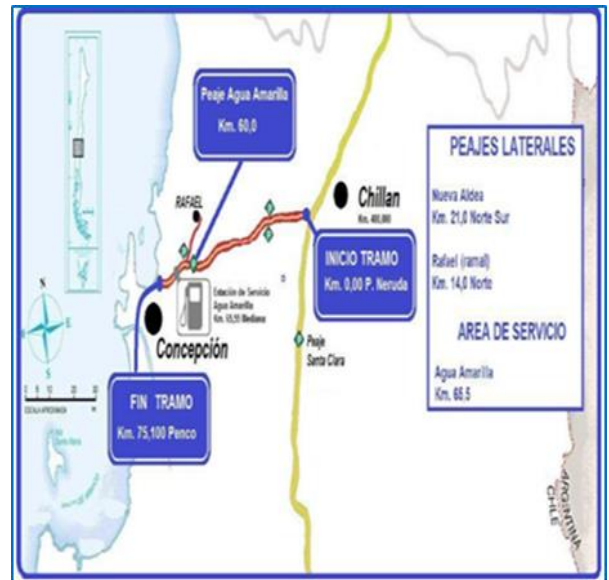 Peaje Agua Amarilla
Km. 60,0
RAFAEL
Chillan
Km. 400,000
INICIO TRAMO
Km. 0,00 P. Neruda
Estación de Servicio
Agua Amarilla
Mediana
Concepción
Peaje
Santa Clara
FIN TRAMO
Km. 75,100 Penco
N
S
E
PEAJES LATERALES
Nueva Aldea
Km. 21,0 Norte Sur
Rafael (ramal)
Km. 14,0 Norte
AREA DE SERVICIO
Agua Amarilla
Km. 65,5
ARGENTINA
CHILE